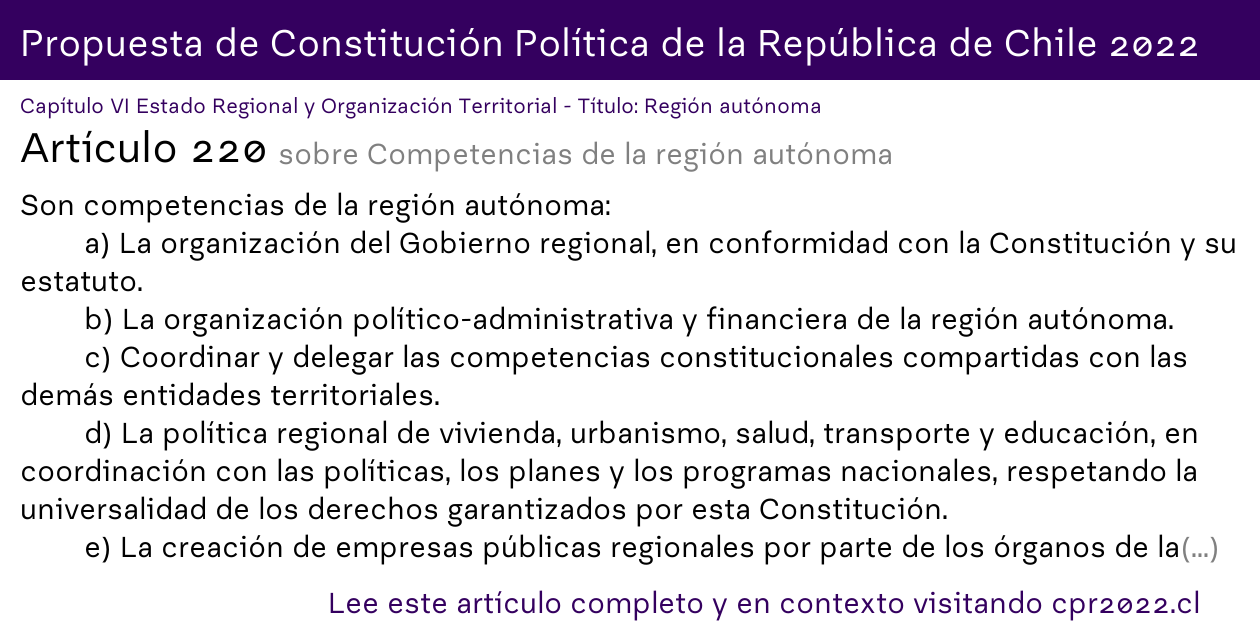 Propuesta de Constitución Política de la República de Chile 2022
Capítulo VI Estado Regional y Organización Territorial - Título: Región autónoma
Artículo 220 sobre Competencias de la región autónoma
Son competencias de la región autónoma:
a) La organización del Gobierno regional, en conformidad con la Constitución y su
estatuto.
b) La organización político-administrativa y financiera de la región autónoma.
c) Coordinar y delegar las competencias constitucionales compartidas con las
demás entidades territoriales.
d) La política regional de vivienda, urbanismo, salud, transporte y educación, en
coordinación con las políticas, los planes y los programas nacionales, respetando la
universalidad de los derechos garantizados por esta Constitución.
e) La creación de empresas públicas regionales por parte de los órganos de la(...)
Lee este artículo completo y en contexto visitando cpr2022.cl